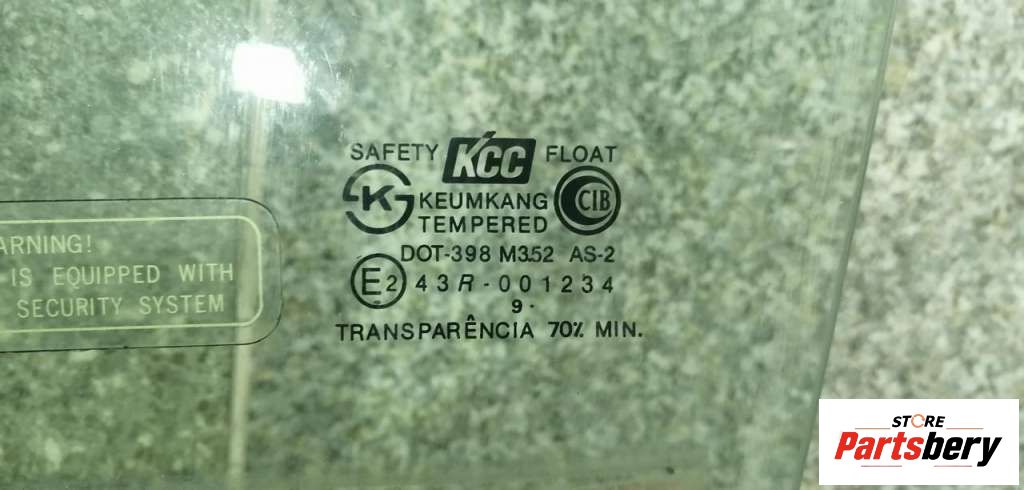 SAFETY KCC FLOAT
K KEUMKANG CIB
TEMPERED
DOT-398 M352 AS-2
E2 43R-001234
9.
TRANSPARÊNCIA 70% MIN.
ARNING!
IS EQUIPPED WITH
SECURITY SYSTEM
STORE
Partsbery